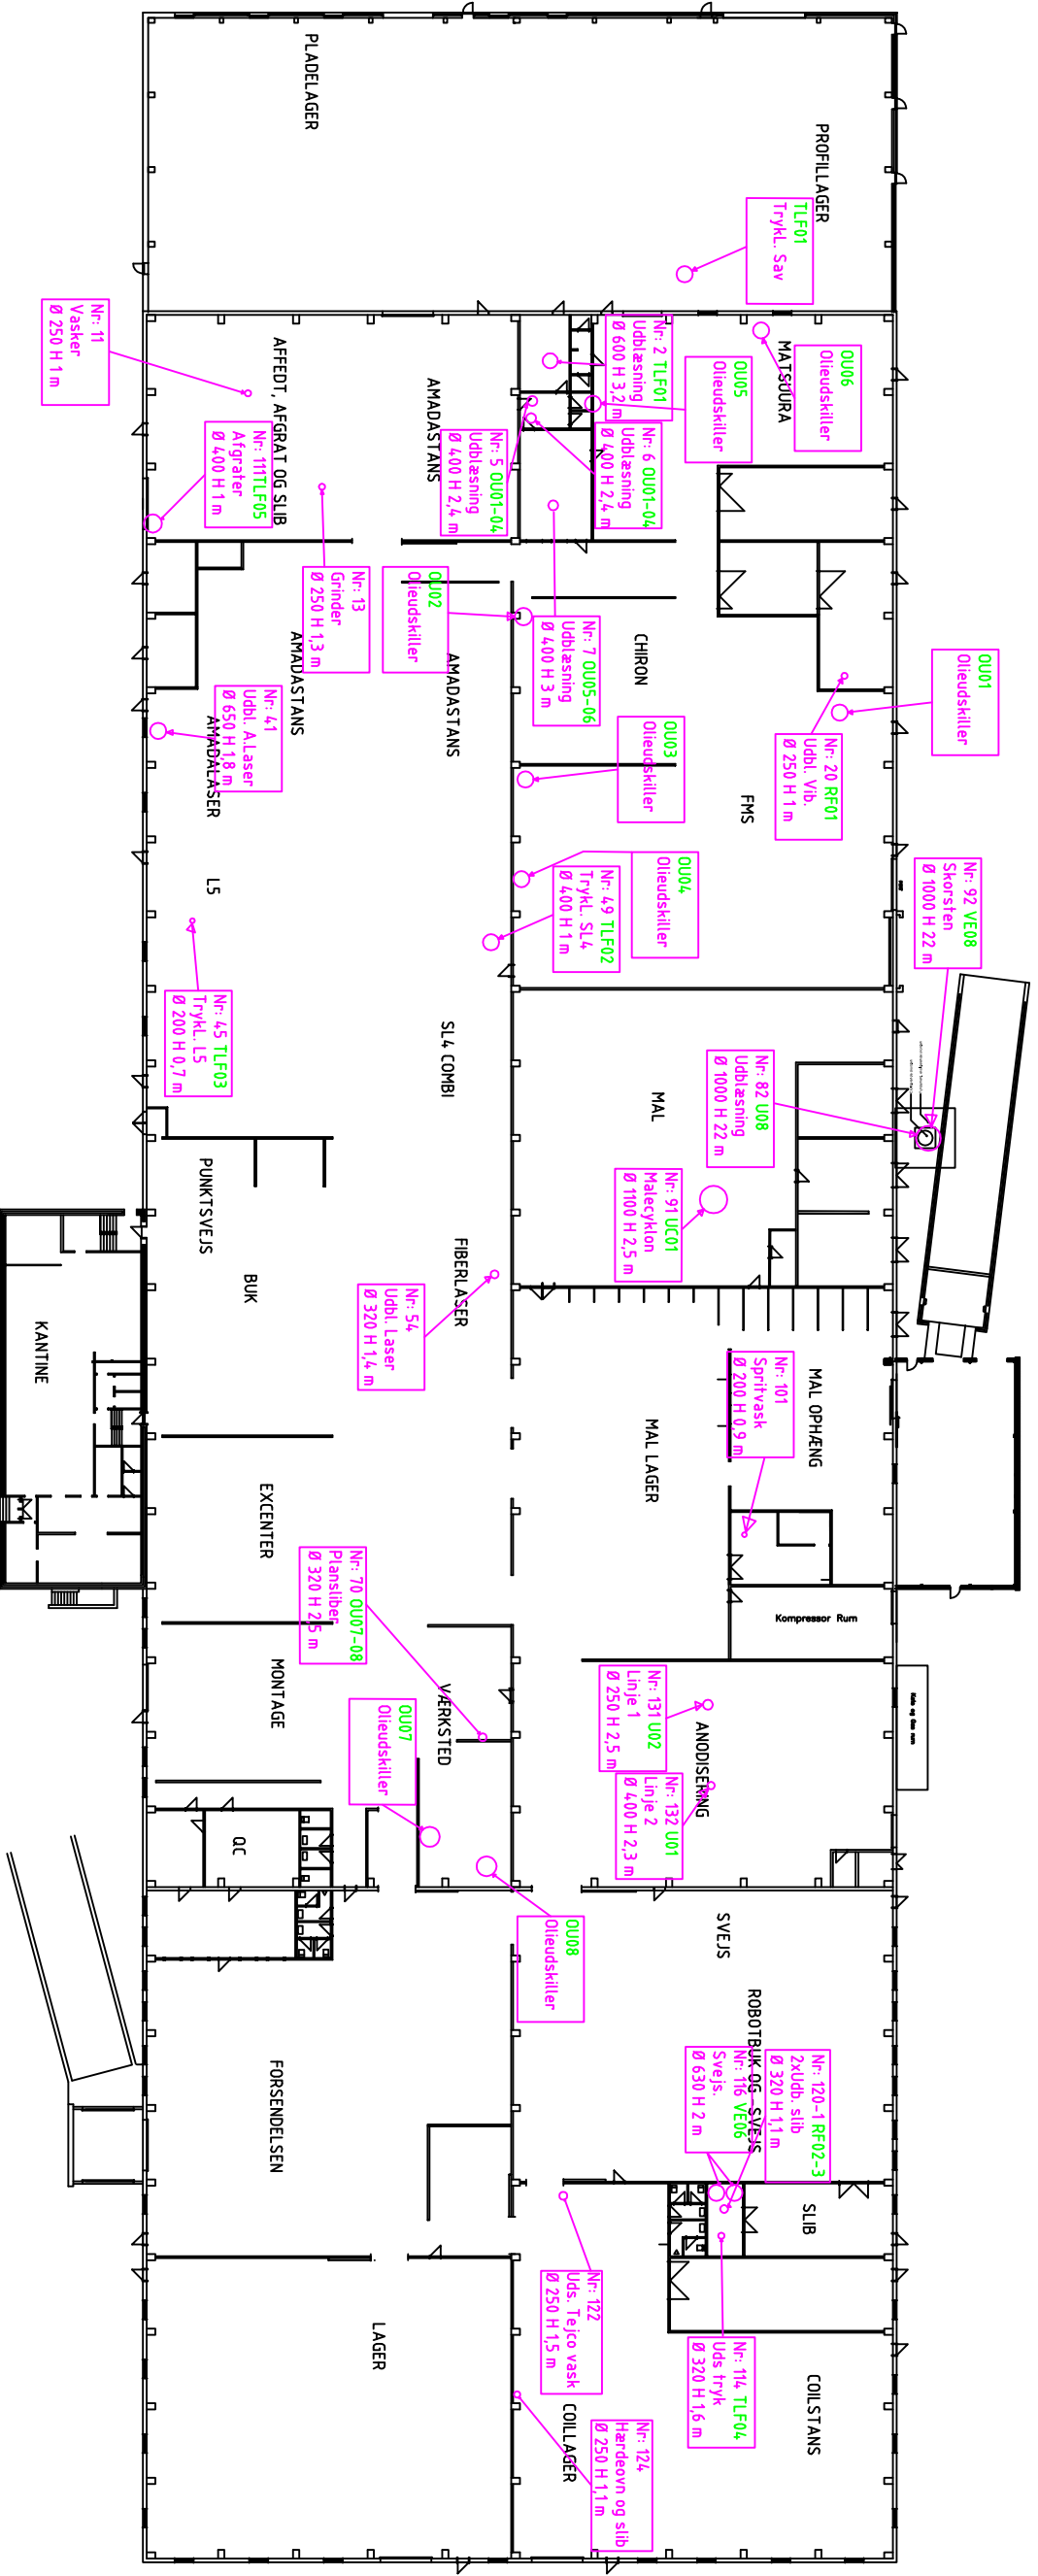 PLADELAGER
PROFILLAGER
TLF01
TrykL. Sav
OU06
Olieudskiller
MATSUURA
OU05
Olieudskiller
Nr: 2 TLF01
Udblæsning
Ø 600 H 3,2 m
Nr: 6 OU01-04
Udblæsning
Ø 400 H 2,4 m
Nr: 5 OU01-04
Udblæsning
Ø 400 H 2,4 m
AMADASTANS
AFFEDT, AFGRAT OG SLIB
Nr: 11
Vasker
Ø 250 H 1 m
Nr: 111TLF05
Afgrater
Ø 400 H 1 m
Nr: 13
Grinder
Ø 250 H 1,3 m
OU02
Olieudskiller
Nr: 7 OU05-06
Udblæsning
Ø 400 H 3 m
CHIRON
OU01
Olieudskiller
Nr: 20 RF01
Udbl. Vib.
Ø 250 H 1 m
FMS
OU03
Olieudskiller
AMADASTANS
AMADASTANS
Nr: 41
Udbl. A.Laser
Ø 650 H 1,8 m
AMADALASER
L5
OU04
Olieudskiller
Nr: 49 TLF02
TrykL. SL4
Ø 400 H 1 m
Nr: 92 VE08
Skorsten
Ø 1000 H 22 m
Nr: 45 TLF03
TrykL. L5
Ø 200 H 0,7 m
SL4 COMBI
MAL
Nr: 82 U08
Udblæsning
Ø 1000 H 22 m
Nr: 91 UC01
Malecyklon
Ø 1100 H 2,5 m
PUNKTSVEJS
BUK
FIBERLASER
Nr: 54
Udbl. Laser
Ø 320 H 1,4 m
KANTINE
MAL OPHÆNG
Nr: 101
Spritvask
Ø 200 H 0,9 m
MAL LAGER
EXCENTER
Nr: 70 OU07-08
Plansliber
Ø 320 H 2,5 m
Kompressor Rum
MONTAGE
VÆRKSTED
OU07
Olieudskiller
Nr: 131 U02
Linje 1
Ø 250 H 2,5 m
ANODISERING
Nr: 132 U01
Linje 2
Ø 400 H 2,3 m
QC
OU08
Olieudskiller
SVEJS
ROBOTBUK OG -SVEJS
Nr: 120-1 RF02-3
2xUdb. slib
Ø 320 H 1,1 m
Nr: 116 VE06
Svejs.
Ø 630 H 2 m
FORSENDELSEN
SLIB
Nr: 122
Uds. Tejco vask
Ø 250 H 1,5 m
Nr: 114 TLF04
Uds tryk
Ø 320 H 1,6 m
LAGER
COILSTANS
COILLAGER
Nr: 124
Hærdeovn og slib
Ø 250 H 1,1 m